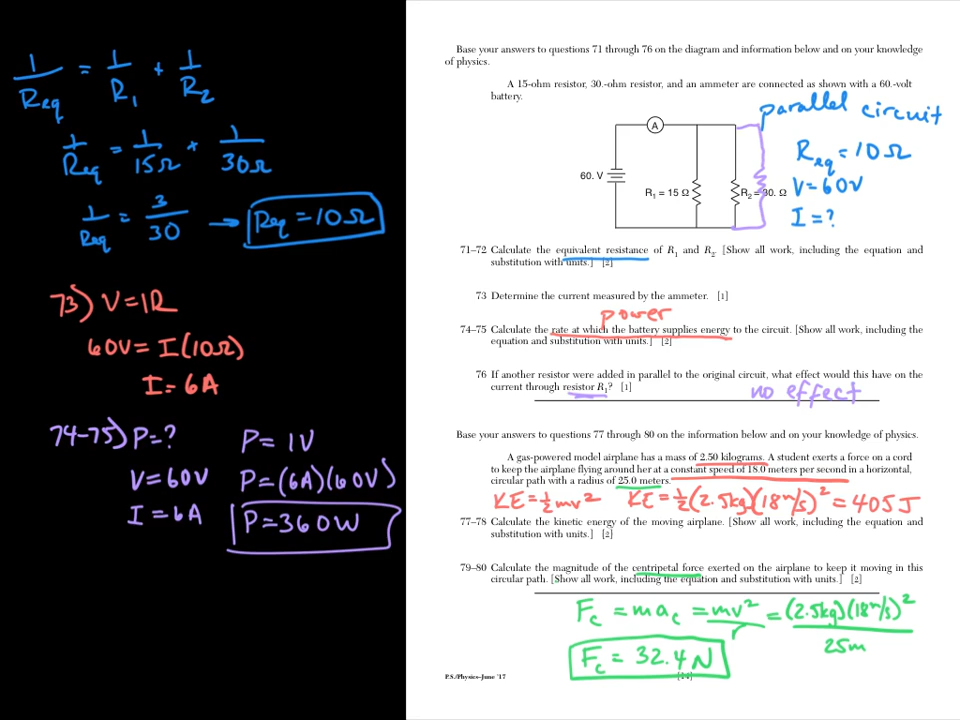 1/Req = 1/R1 + 1/R2
1/Req = 1/15Ω + 1/30Ω
1/Req = 3/30 → Req = 10Ω
73) V=IR
60V = I(10Ω)
I = 6A
74-75) P=? P = IV
V=60V P=(6A)(60V)
I=6A P=360W
Base your answers to questions 71 through 76 on the diagram and information below and on your knowledge
of physics.
A 15-ohm resistor, 30.-ohm resistor, and an ammeter are connected as shown with a 60.-volt
battery.
parallel circuit
A
Req = 10Ω
60. V
V=60V
R1 = 15 Ω
R2 = 30. Ω
I=?
71–72 Calculate the equivalent resistance of R1 and R2. [Show all work, including the equation and
substitution with units.] [2]
73 Determine the current measured by the ammeter. [1]
power
74–75 Calculate the rate at which the battery supplies energy to the circuit. [Show all work, including the
equation and substitution with units.] [2]
76 If another resistor were added in parallel to the original circuit, what effect would this have on the
current through resistor R1? [1]
no effect
Base your answers to questions 77 through 80 on the information below and on your knowledge of physics.
A gas-powered model airplane has a mass of 2.50 kilograms. A student exerts a force on a cord
to keep the airplane flying around her at a constant speed of 18.0 meters per second in a horizontal,
circular path with a radius of 25.0 meters.
KE=½mv² KE=½(2.5kg)(18m/s)² = 405J
77–78 Calculate the kinetic energy of the moving airplane. [Show all work, including the equation and
substitution with units.] [2]
79–80 Calculate the magnitude of the centripetal force exerted on the airplane to keep it moving in this
circular path. [Show all work, including the equation and substitution with units.] [2]
Fc = mac = mv²/r = (2.5kg)(18m/s)²/25m
Fc = 32.4N
P.S./Physics–June '17
[14]